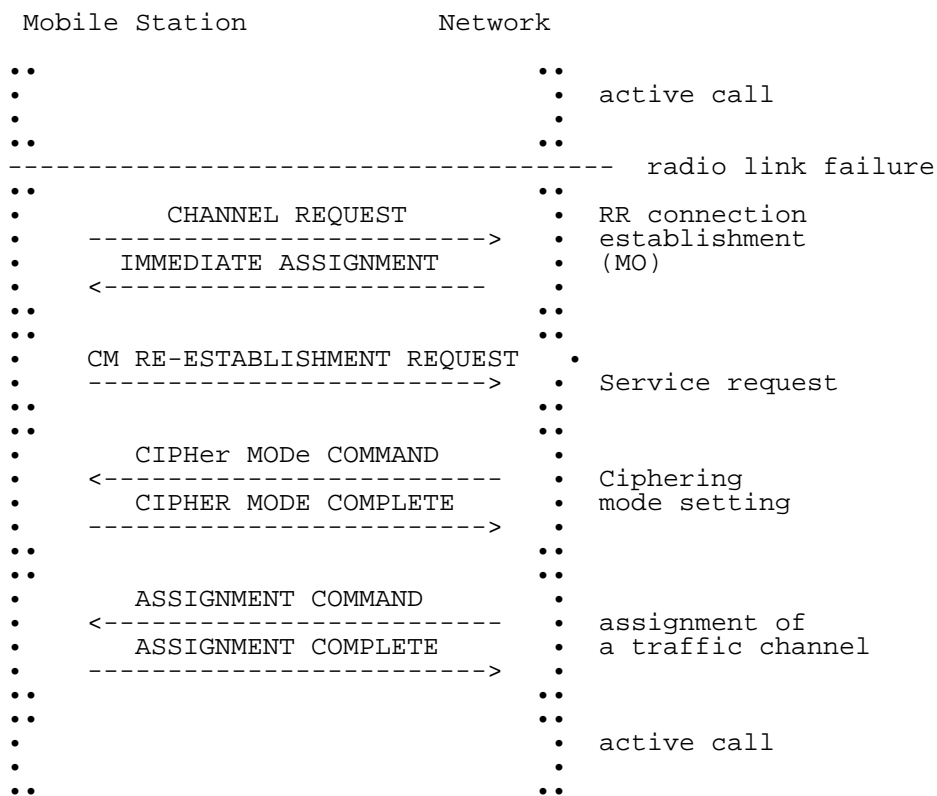 Mobile Station Network
active call
radio link failure
CHANNEL REQUEST RR connection
-------------------------> establishment
IMMEDIATE ASSIGNMENT (MO)
<------------------------
CM RE-ESTABLISHMENT REQUEST
-------------------------> Service request
CIPHer MODe COMMAND
<------------------------- Ciphering
CIPHER MODE COMPLETE mode setting
------------------------->
ASSIGNMENT COMMAND
<------------------------- assignment of
ASSIGNMENT COMPLETE a traffic channel
------------------------->
active call